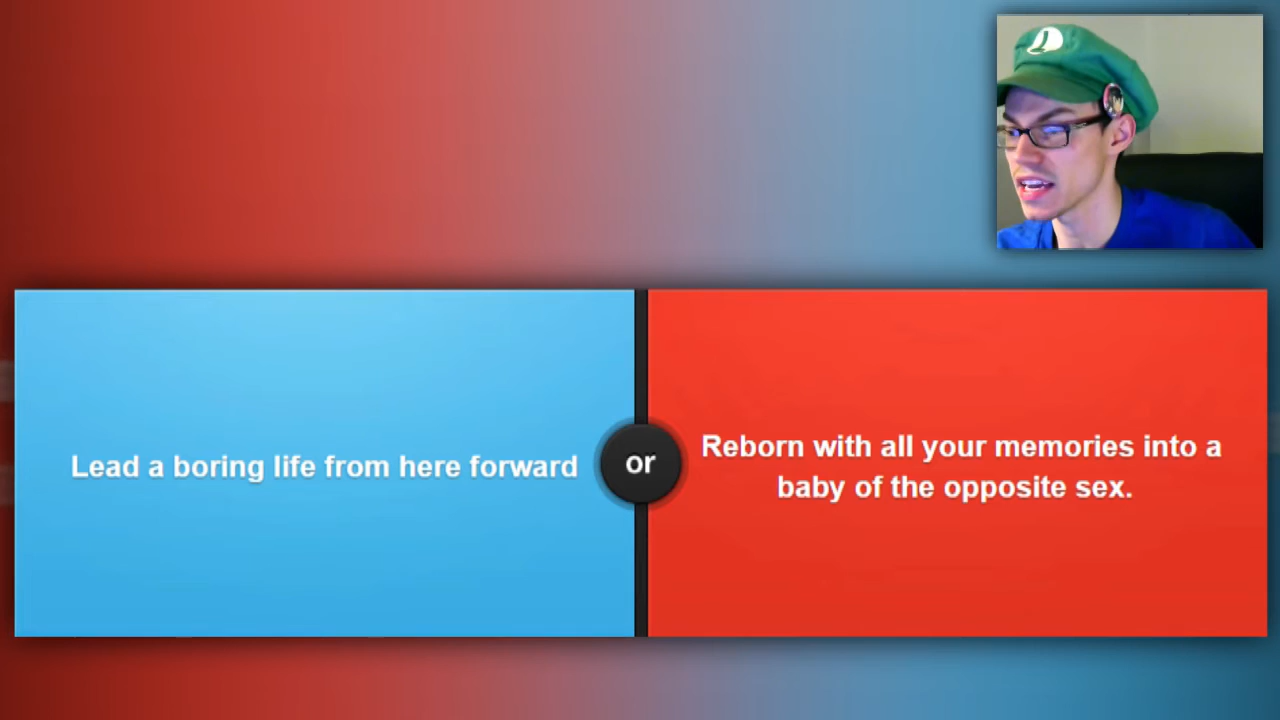 Lead a boring life from here forward
or
Reborn with all your memories into a
baby of the opposite sex.